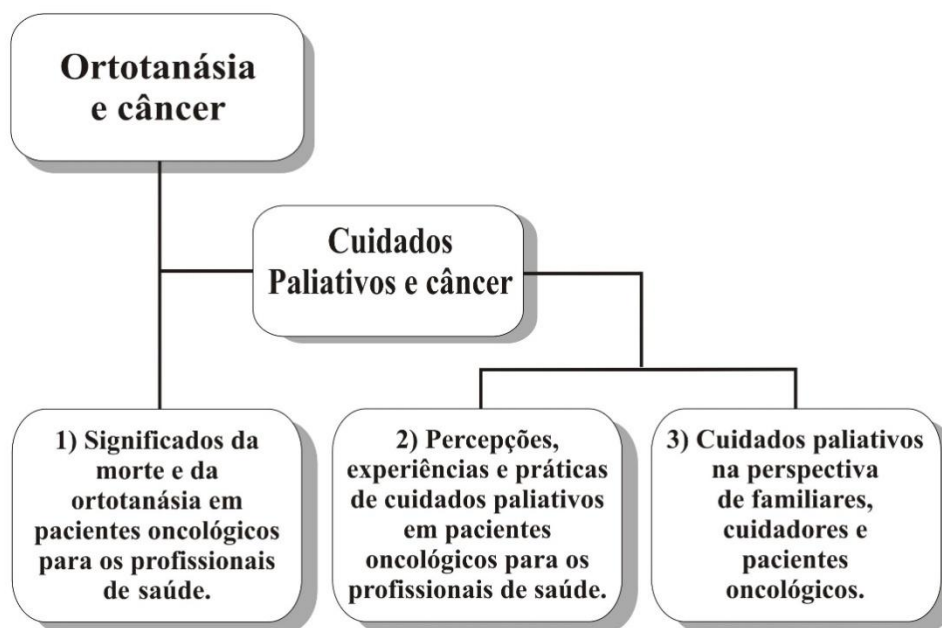 Ortotanásia
e câncer
Cuidados
Paliativos e câncer
1) Significados da
morte e da
ortotanásia em
pacientes oncológicos
para os profissionais
de saúde.
2) Percepções,
experiências e práticas
de cuidados paliativos
em pacientes
oncológicos para os
profissionais de saúde.
3) Cuidados paliativos
na perspectiva
de familiares,
cuidadores e
pacientes
oncológicos.